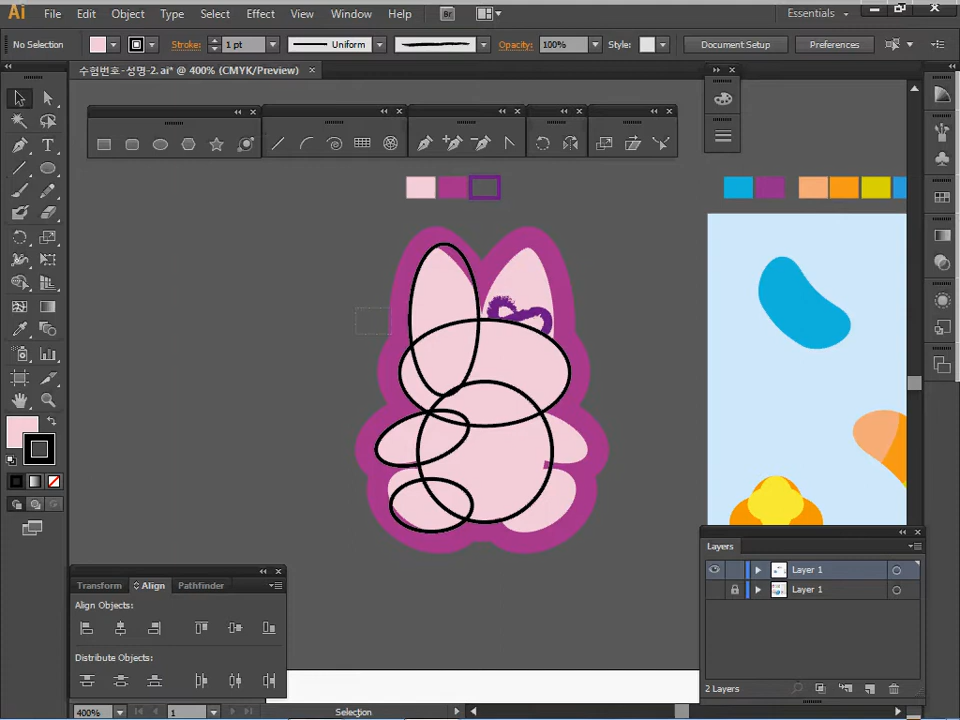 Ai File Edit Object Type Select Effect View Window Help Br Essentials
No Selection Stroke: 1 pt Uniform Opacity: 100% Style: Document Setup Preferences
수험번호-성명-2.ai* @ 400% (CMYK/Preview)
Layers
Layer 1
Layer 1
2 Layers
Transform Align Pathfinder
Align Objects:
Distribute Objects:
400% 1 Selection